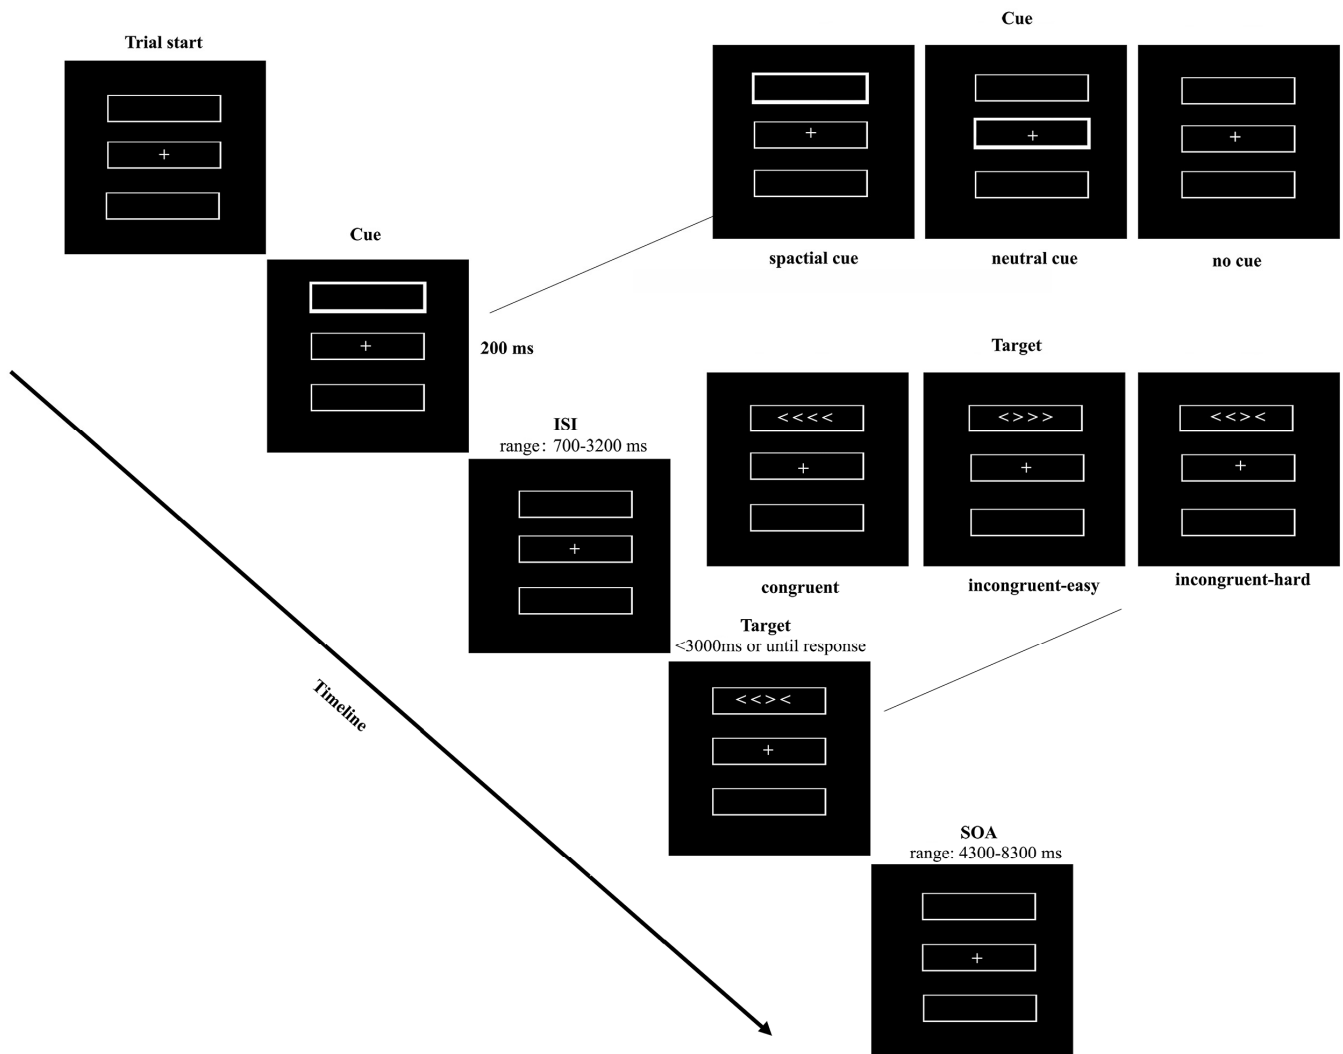 Trial start
+
Cue
+
200 ms
ISI
range: 700-3200 ms
+
Target
<3000ms or until response
<<><
+
SOA
range: 4300-8300 ms
+
Timeline
Cue
+
+
+
spactial cue
neutral cue
no cue
Target
<<<<
<>>>
<<><
+
+
+
congruent
incongruent-easy
incongruent-hard